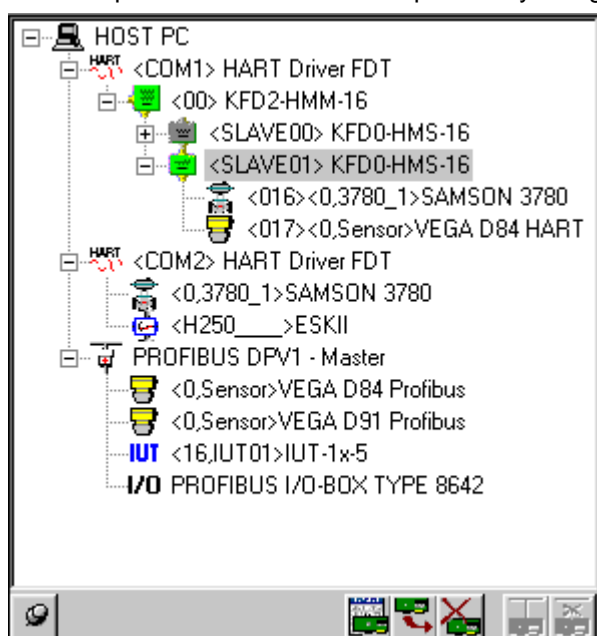 HOST PC
HART <COM1> HART Driver FDT
<00> KFD2-HMM-16
<SLAVE00> KFD0-HMS-16
<SLAVE01> KFD0-HMS-16
<016><0,3780_1>SAMSON 3780
<017><0,Sensor>VEGA D84 HART
HART <COM2> HART Driver FDT
<0,3780_1>SAMSON 3780
<H250____>ESKII
PROFIBUS DPV1 - Master
<0,Sensor>VEGA D84 Profibus
<0,Sensor>VEGA D91 Profibus
IUT <16,IUT01>IUT-1x-5
I/O PROFIBUS I/O-BOX TYPE 8642